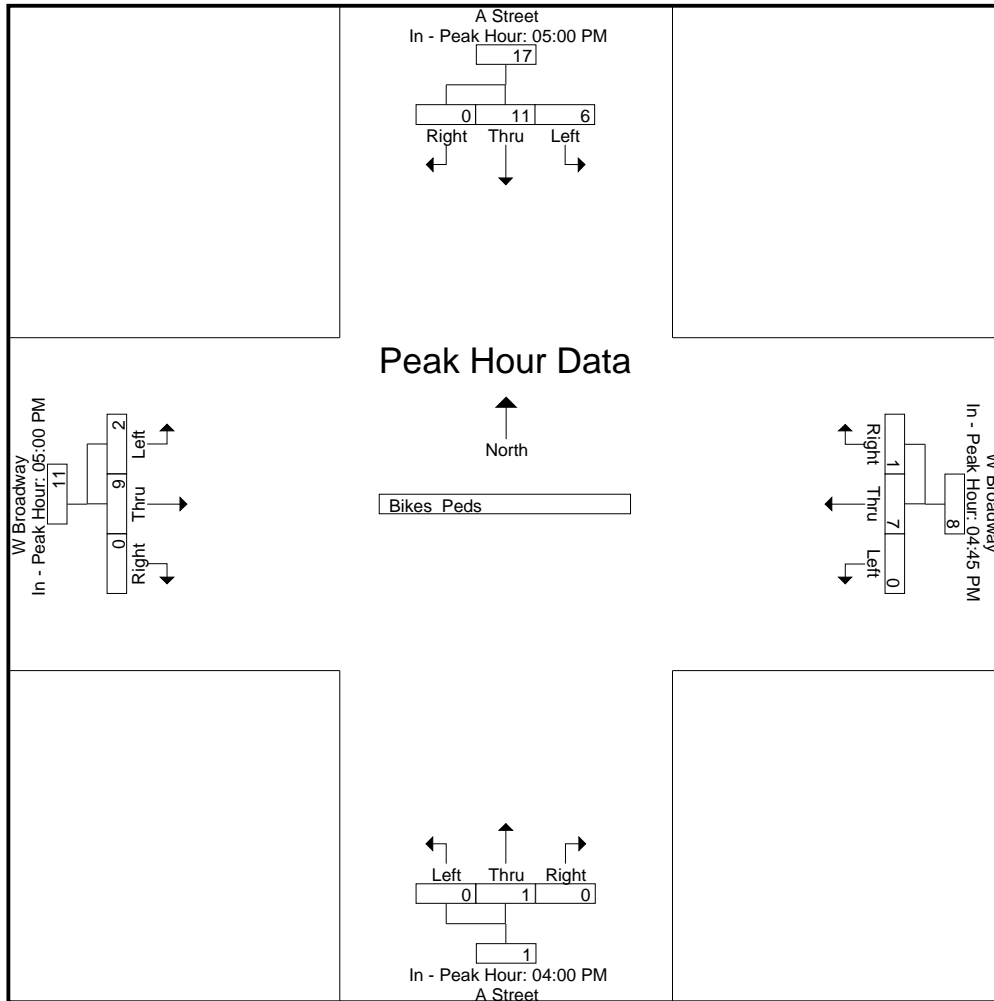 A Street
In - Peak Hour: 05:00 PM
17
0 11 6
Right Thru Left
Peak Hour Data
North
Bikes Peds
W Broadway
In - Peak Hour: 05:00 PM
11
2 9 0
Left Thru Right
Right Thru Left
1 7 0
8
In - Peak Hour: 04:45 PM
W Broadway
Left Thru Right
0 1 0
1
In - Peak Hour: 04:00 PM
A Street